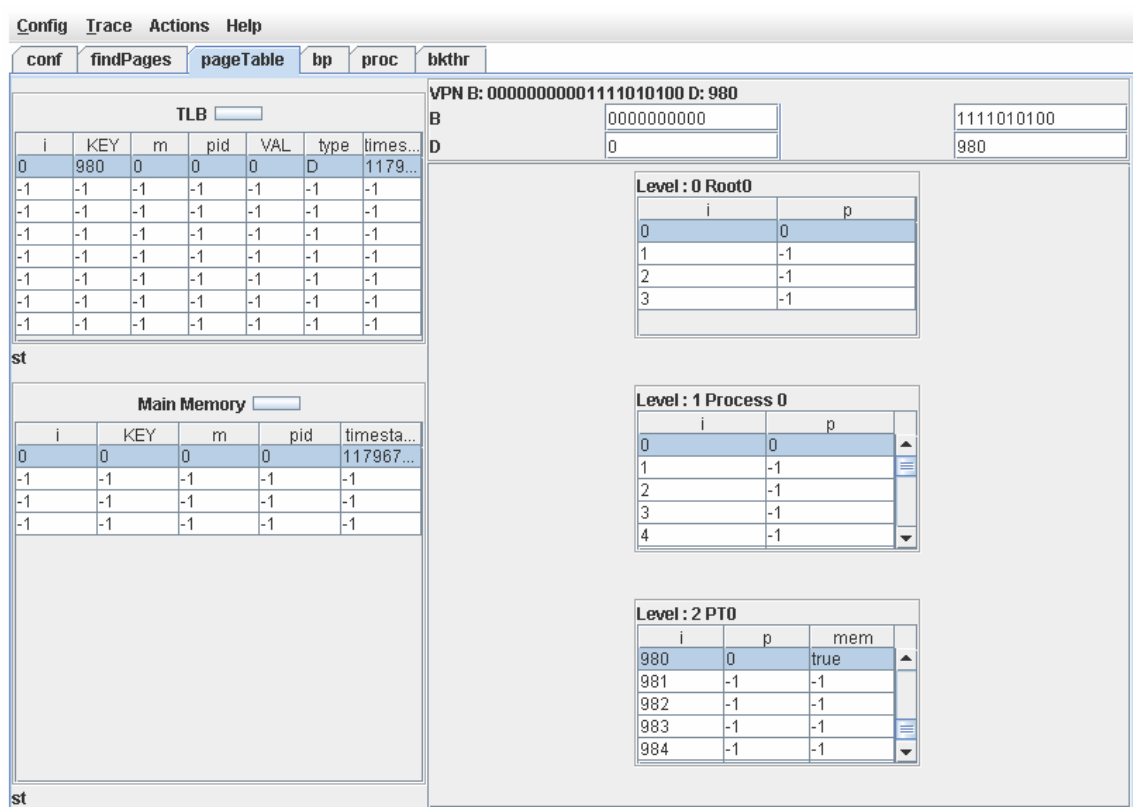 Config Trace Actions Help
conf findPages pageTable bp proc bkthr
TLB
i KEY m pid VAL type times...
0 980 0 0 0 D 1179...
-1 -1 -1 -1 -1 -1 -1
-1 -1 -1 -1 -1 -1 -1
-1 -1 -1 -1 -1 -1 -1
-1 -1 -1 -1 -1 -1 -1
-1 -1 -1 -1 -1 -1 -1
-1 -1 -1 -1 -1 -1 -1
-1 -1 -1 -1 -1 -1 -1
st
Main Memory
i KEY m pid timesta...
0 0 0 0 117967...
-1 -1 -1 -1 -1
-1 -1 -1 -1 -1
-1 -1 -1 -1 -1
st
VPN B: 00000000001111010100 D: 980
B 0000000000 1111010100
D 0 980
Level : 0 Root0
i p
0 0
1 -1
2 -1
3 -1
Level : 1 Process 0
i p
0 0
1 -1
2 -1
3 -1
4 -1
Level : 2 PT0
i p mem
980 0 true
981 -1 -1
982 -1 -1
983 -1 -1
984 -1 -1